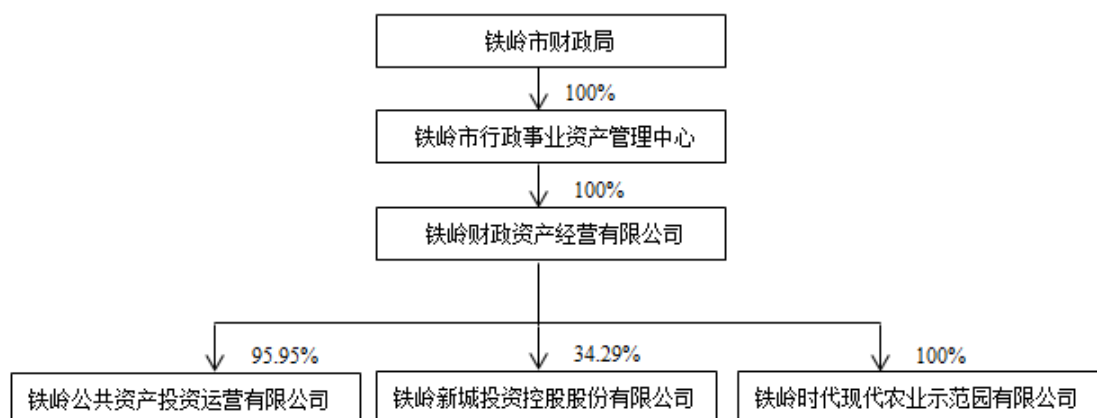 铁岭市财政局
100%
铁岭市行政事业资产管理中心
100%
铁岭财政资产经营有限公司
95.95%
34.29%
100%
铁岭公共资产投资运营有限公司
铁岭新城投资控股股份有限公司
铁岭时代现代农业示范园有限公司